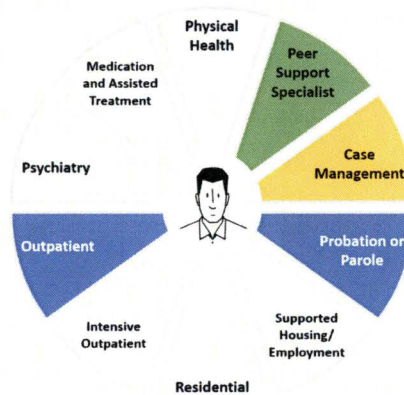 Physical
Health
Peer
Support
Specialist
Case
Management
Probation or
Parole
Supported
Housing/
Employment
Residential
Intensive
Outpatient
Outpatient
Psychiatry
Medication
and Assisted
Treatment